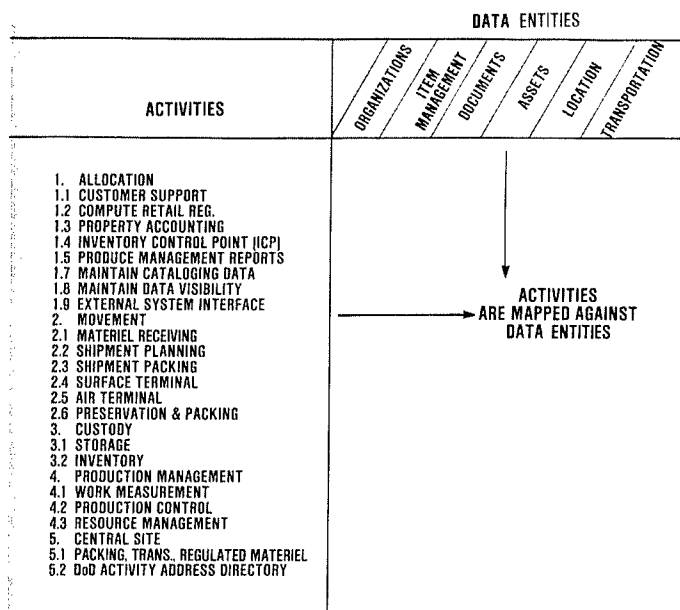 DATA ENTITIES
ACTIVITIES
ORGANIZATIONS
ITEM
MANAGEMENT
DOCUMENTS
ASSETS
LOCATION
TRANSPORTATION
1. ALLOCATION
1.1 CUSTOMER SUPPORT
1.2 COMPUTE RETAIL REG.
1.3 PROPERTY ACCOUNTING
1.4 INVENTORY CONTROL POINT (ICP)
1.5 PRODUCE MANAGEMENT REPORTS
1.7 MAINTAIN CATALOGING DATA
1.8 MAINTAIN DATA VISIBILITY
1.9 EXTERNAL SYSTEM INTERFACE
2. MOVEMENT
2.1 MATERIEL RECEIVING
2.2 SHIPMENT PLANNING
2.3 SHIPMENT PACKING
2.4 SURFACE TERMINAL
2.5 AIR TERMINAL
2.6 PRESERVATION & PACKING
3. CUSTODY
3.1 STORAGE
3.2 INVENTORY
4. PRODUCTION MANAGEMENT
4.1 WORK MEASUREMENT
4.2 PRODUCTION CONTROL
4.3 RESOURCE MANAGEMENT
5. CENTRAL SITE
5.1 PACKING, TRANS., REGULATED MATERIEL
5.2 DoD ACTIVITY ADDRESS DIRECTORY
ACTIVITIES
ARE MAPPED AGAINST
DATA ENTITIES